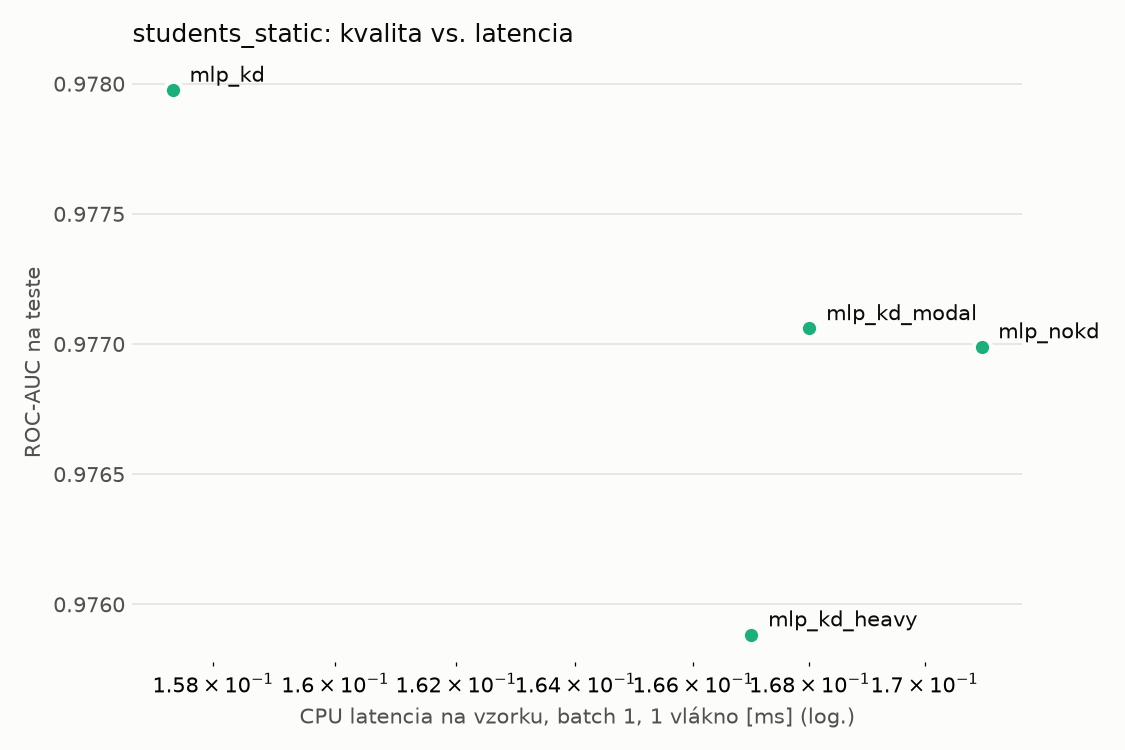 students_static: kvalita vs. latencia
mlp_kd
0.9780
0.9775
mlp_kd_modal
mlp_nokd
0.9770
0.9765
0.9760
mlp_kd_heavy
ROC-AUC na teste
1.58 × 10⁻¹ 1.6 × 10⁻¹ 1.62 × 10⁻¹ 1.64 × 10⁻¹ 1.66 × 10⁻¹ 1.68 × 10⁻¹ 1.7 × 10⁻¹
CPU latencia na vzorku, batch 1, 1 vlákno [ms] (log.)